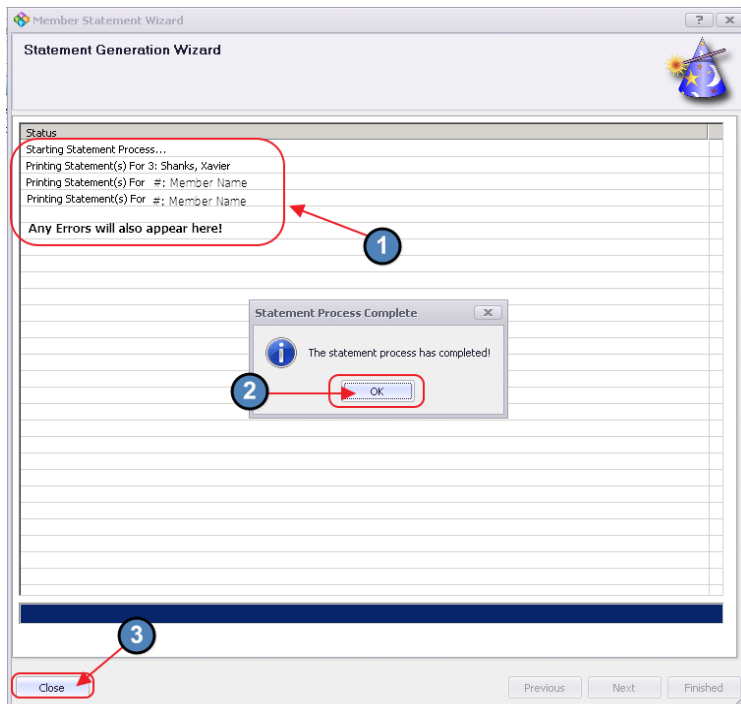 Member Statement Wizard
Statement Generation Wizard
Status
Starting Statement Process...
Printing Statement(s) For 3: Shanks, Xavier
Printing Statement(s) For #: Member Name
Printing Statement(s) For #: Member Name
Any Errors will also appear here!
1
Statement Process Complete
The statement process has completed!
2
OK
3
Close
Previous
Next
Finished